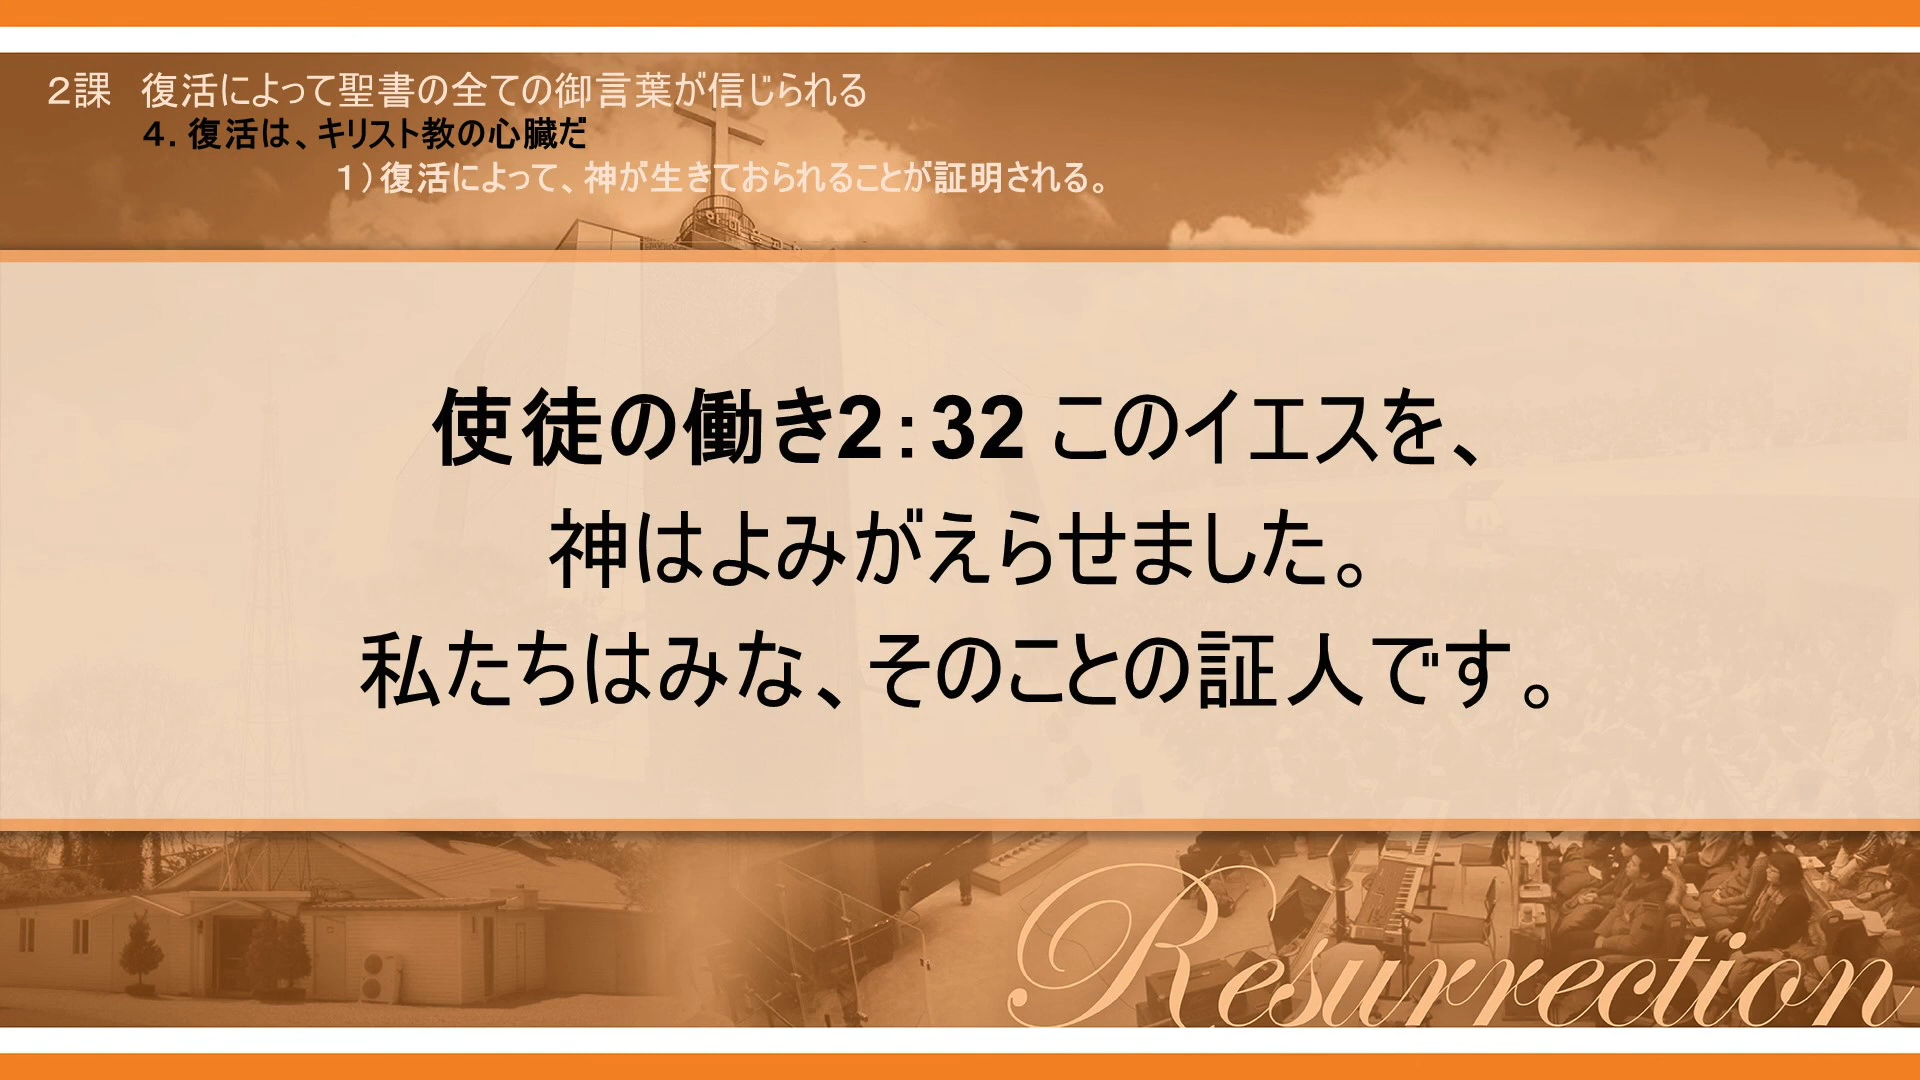 ２課　復活によって聖書の全ての御言葉が信じられる
４．復活は、キリスト教の心臓だ
１）復活によって、神が生きておられることが証明される。
使徒の働き2：32 このイエスを、
神はよみがえらせました。
私たちはみな、そのことの証人です。
Resurrection